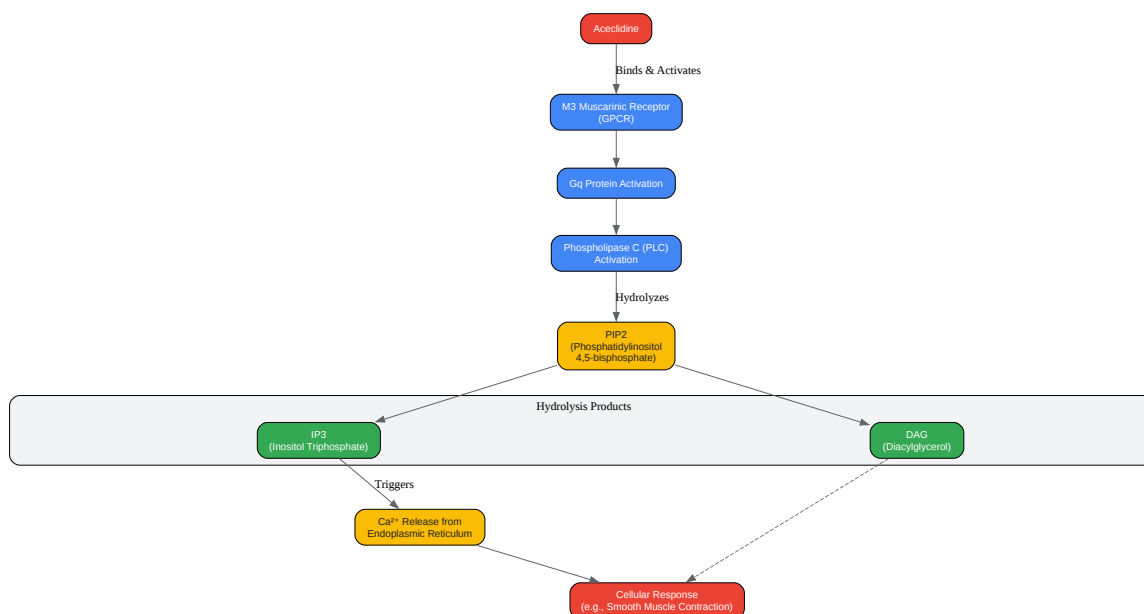 Aceclidine
Binds & Activates
M3 Muscarinic Receptor
(GPCR)
Gq Protein Activation
Phospholipase C (PLC)
Activation
Hydrolyzes
PIP2
(Phosphatidylinositol
4,5-bisphosphate)
Hydrolysis Products
IP3
(Inositol Triphosphate)
DAG
(Diacylglycerol)
Triggers
Ca²⁺ Release from
Endoplasmic Reticulum
Cellular Response
(e.g., Smooth Muscle Contraction)